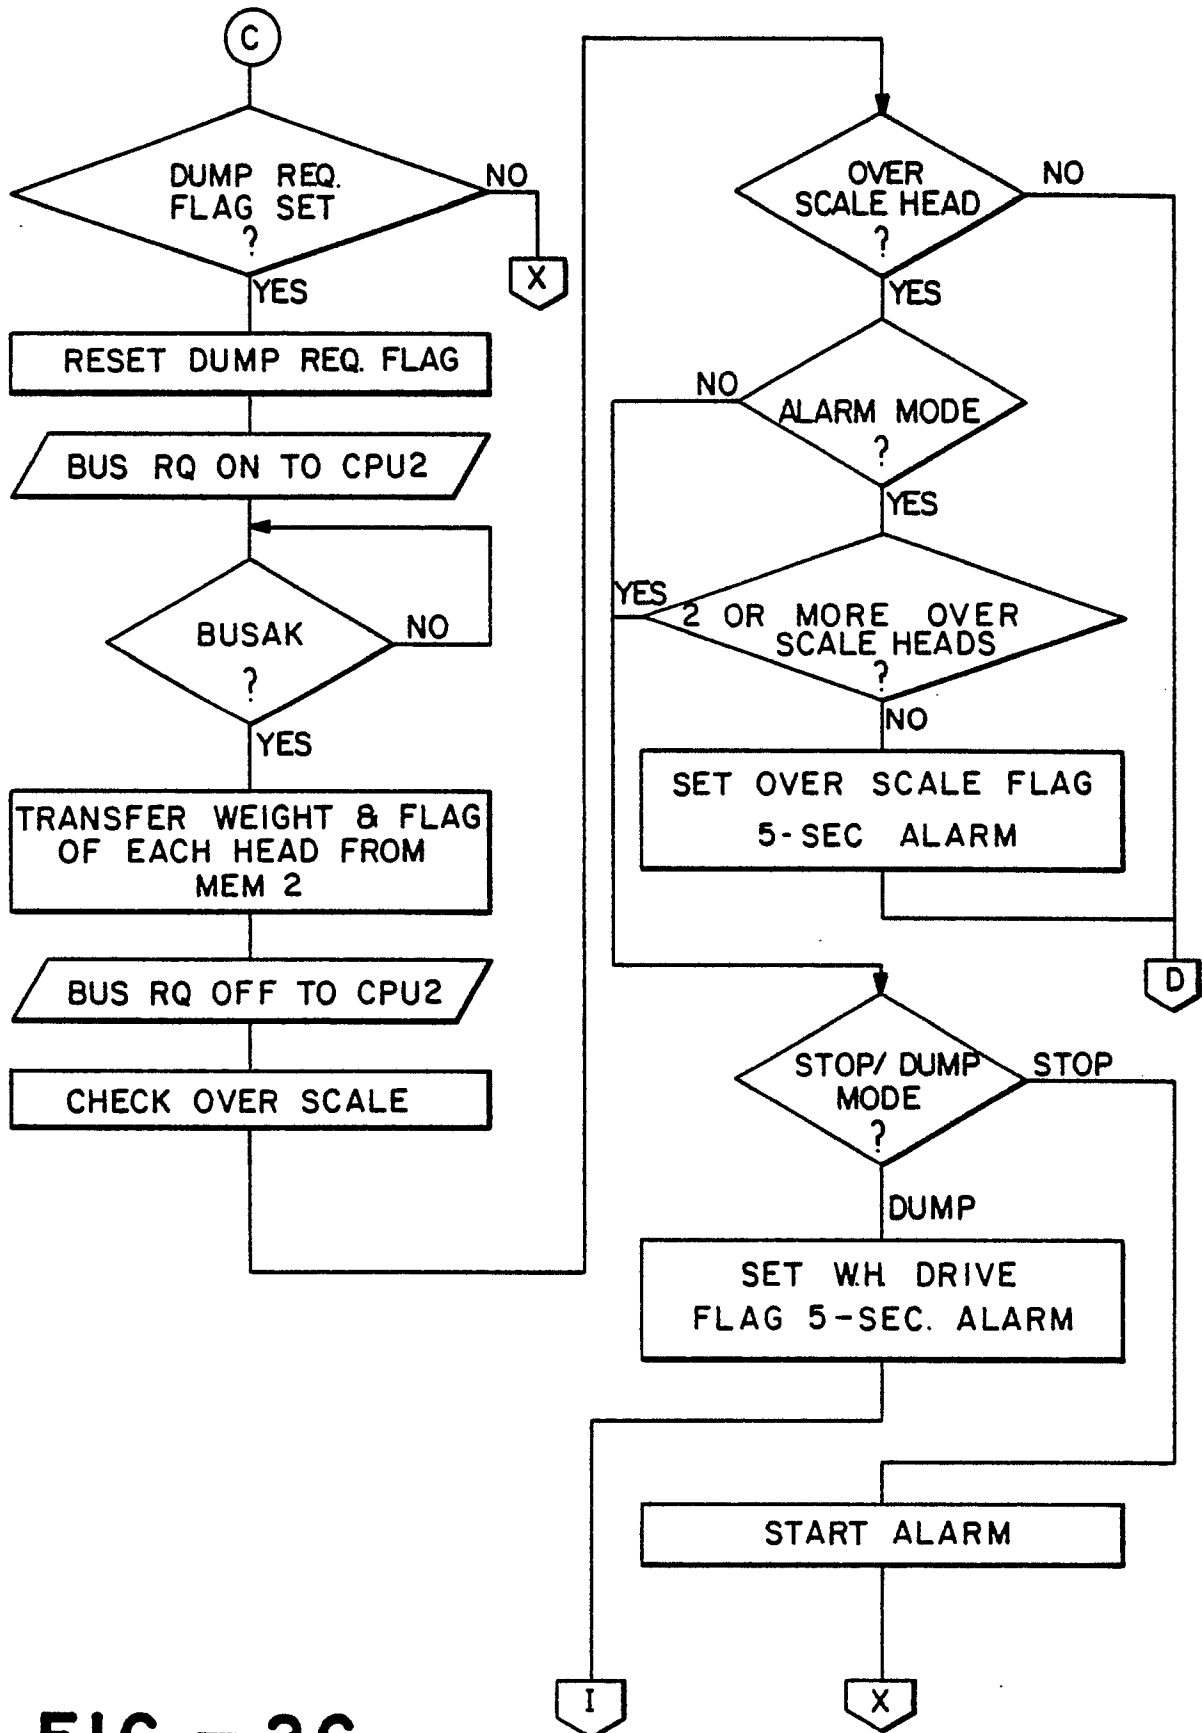 C
DUMP REQ.
FLAG SET
?
NO
X
YES
RESET DUMP REQ. FLAG
BUS RQ ON TO CPU2
BUSAK
?
NO
YES
TRANSFER WEIGHT & FLAG
OF EACH HEAD FROM
MEM 2
BUS RQ OFF TO CPU2
CHECK OVER SCALE
OVER
SCALE HEAD
?
NO
YES
ALARM MODE
?
NO
YES
2 OR MORE OVER
SCALE HEADS
?
YES
NO
SET OVER SCALE FLAG
5-SEC ALARM
D
STOP/DUMP
MODE
?
STOP
DUMP
SET W.H. DRIVE
FLAG 5-SEC. ALARM
START ALARM
I
X